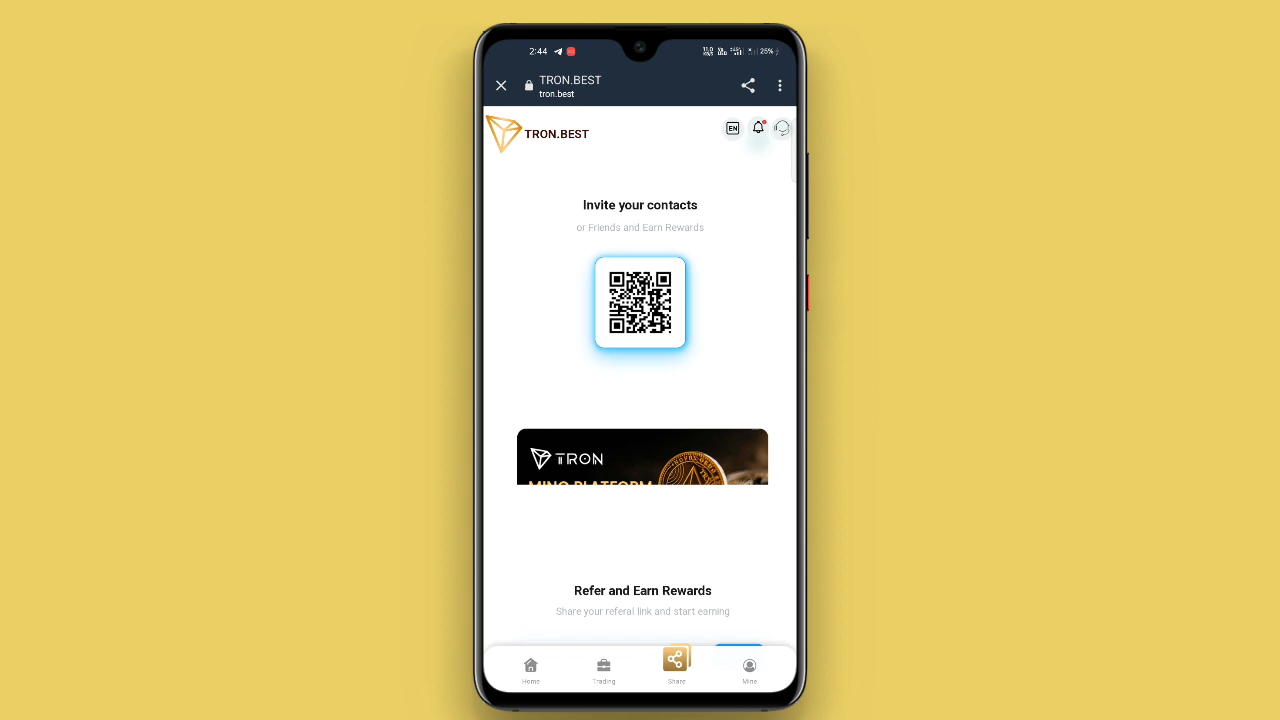 2:44
25%
TRON.BEST
tron.best
TRON.BEST
EN
Invite your contacts
or Friends and Earn Rewards
TRON
MINO PLATFORM
Refer and Earn Rewards
Share your referal link and start earning
Home
Trading
Share
Mine